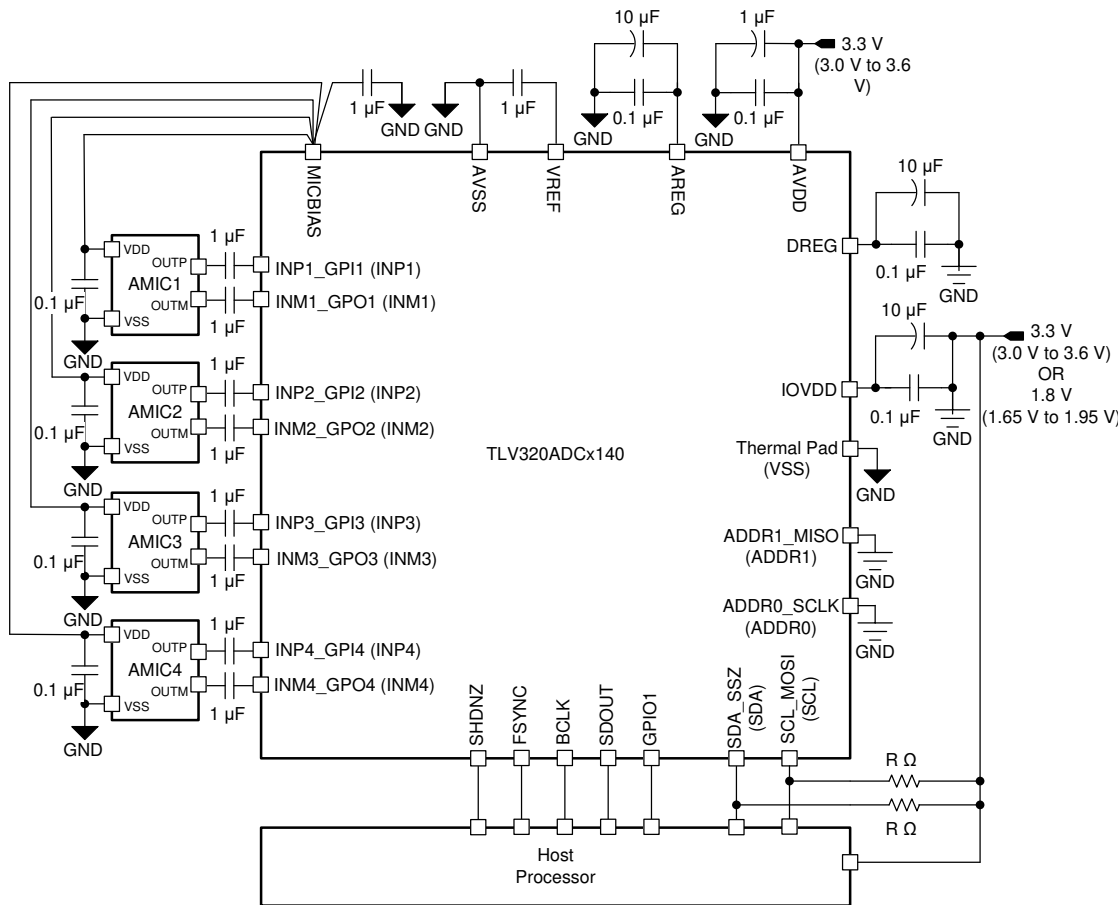 10 µF
1 µF
3.3 V
(3.0 V to 3.6
V)
1 µF
GND
GND
1 µF
0.1 µF
GND
0.1 µF
GND
MICBIAS
AVSS
VREF
AREG
AVDD
10 µF
DREG
0.1 µF
GND
10 µF
3.3 V
(3.0 V to 3.6 V)
OR
1.8 V
(1.65 V to 1.95 V)
IOVDD
0.1 µF
GND
Thermal Pad
(VSS)
GND
ADDR1_MISO
(ADDR1)
GND
ADDR0_SCLK
(ADDR0)
GND
TLV320ADCx140
VDD
OUTP
AMIC1
OUTM
VSS
0.1 µF
GND
1 µF
1 µF
INP1_GPI1 (INP1)
INM1_GPO1 (INM1)
VDD
OUTP
AMIC2
OUTM
VSS
0.1 µF
GND
1 µF
1 µF
INP2_GPI2 (INP2)
INM2_GPO2 (INM2)
VDD
OUTP
AMIC3
OUTM
VSS
0.1 µF
GND
1 µF
1 µF
INP3_GPI3 (INP3)
INM3_GPO3 (INM3)
VDD
OUTP
AMIC4
OUTM
VSS
0.1 µF
GND
1 µF
1 µF
INP4_GPI4 (INP4)
INM4_GPO4 (INM4)
SHDNZ
FSYNC
BCLK
SDOUT
GPIO1
SDA_SSZ
(SDA)
SCL_MOSI
(SCL)
R Ω
R Ω
Host
Processor